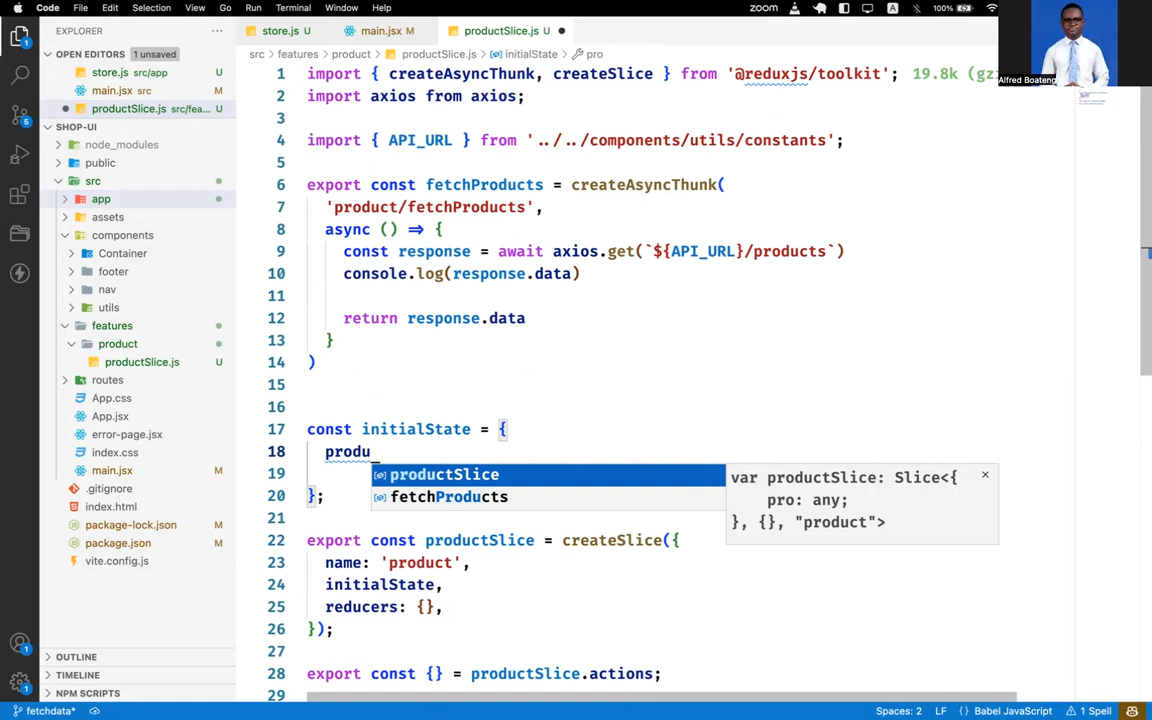 Code File Edit Selection View Go Run Terminal Window Help zoom A 100%
EXPLORER ···
store.js U main.jsx M productSlice.js U
OPEN EDITORS 1 unsaved
src > features > product > productSlice.js > initialState > pro
store.js src/app U
main.jsx src M
productSlice.js src/fea... U
SHOP-UI
node_modules
public
src
app
assets
components
Container
footer
nav
utils
features
product
productSlice.js U
routes
App.css
App.jsx
error-page.jsx
index.css
main.jsx M
.gitignore
index.html
package-lock.json M
package.json M
vite.config.js
OUTLINE
TIMELINE
NPM SCRIPTS
1 import { createAsyncThunk, createSlice } from '@reduxjs/toolkit'; 19.8k (gz
2 import axios from axios;
3
4 import { API_URL } from '../../components/utils/constants';
5
6 export const fetchProducts = createAsyncThunk(
7 'product/fetchProducts',
8 async () => {
9 const response = await axios.get(`${API_URL}/products`)
10 console.log(response.data)
11
12 return response.data
13 }
14 )
15
16
17 const initialState = {
18 produ
19
20 };
21
22 export const productSlice = createSlice({
23 name: 'product',
24 initialState,
25 reducers: {},
26 });
27
28 export const {} = productSlice.actions;
29
productSlice
fetchProducts
var productSlice: Slice<{
pro: any;
}, {}, "product">
Alfred Boateng
fetchdata* Spaces: 2 LF {} Babel JavaScript 1 Spell